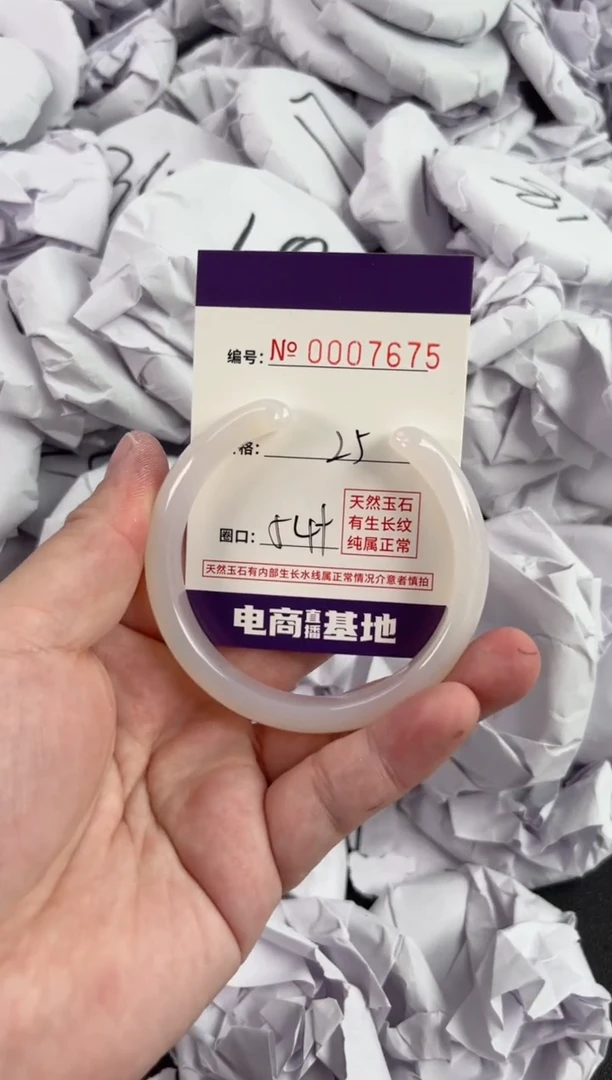 编号: № 0007675
格: 25
圈口: 54+
天然玉石
有生长纹
纯属正常
天然玉石有内部生长水线属正常情况介意者慎拍
电商直播基地